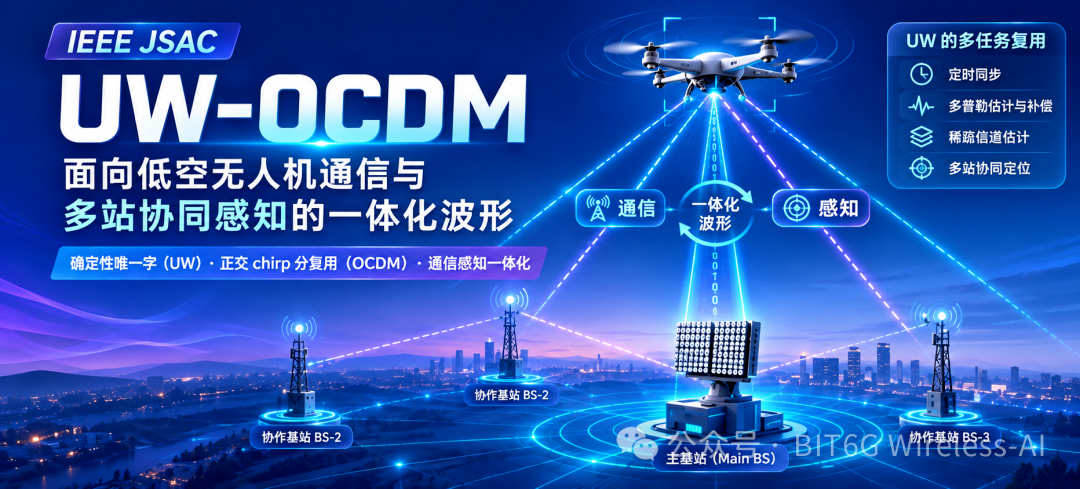 IEEE JSAC
UW-OCDM
面向低空无人机通信与
多站协同感知的一体化波形
确定性唯一字（UW）· 正交 chirp 分复用（OCDM）· 通信感知一体化
UW 的多任务复用
定时同步
多普勒估计与补偿
稀疏信道估计
多站协同定位
通信
一体化
波形
感知
协作基站 BS-2
协作基站 BS-2
协作基站 BS-3
主基站（Main BS）
公众号 · BIT6G Wireless-AI